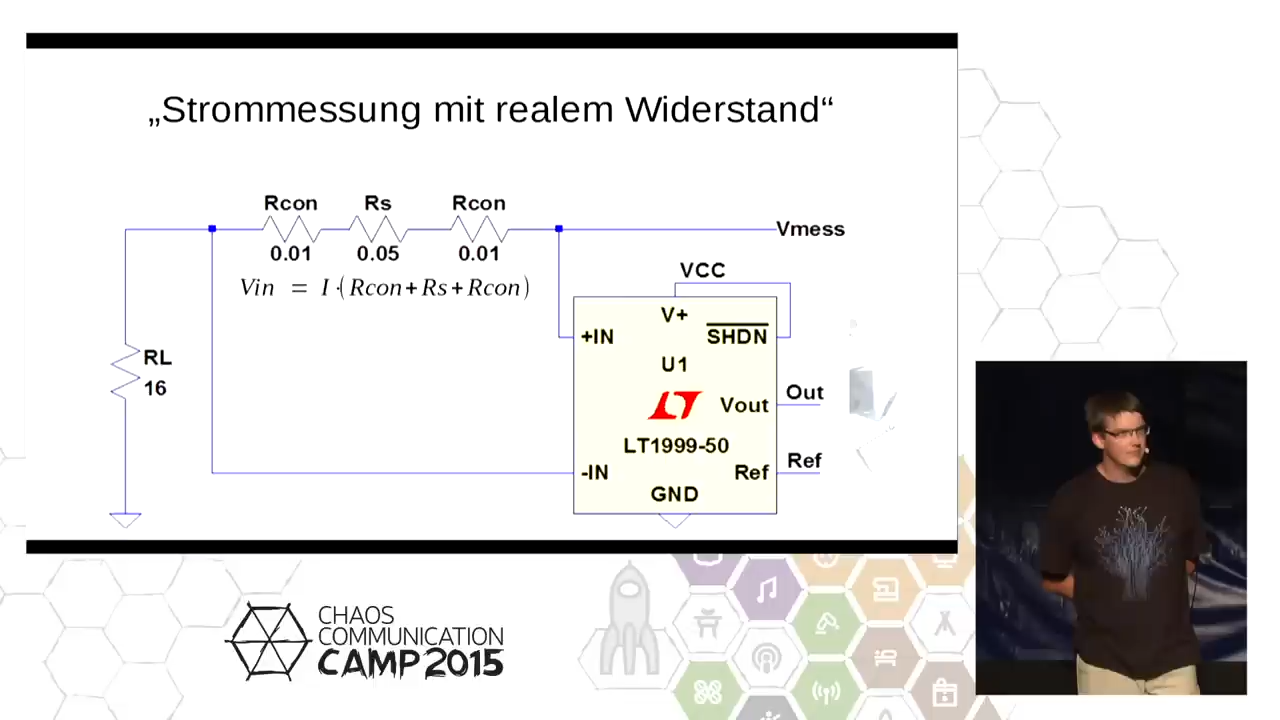 „Strommessung mit realem Widerstand“
Rcon
Rs
Rcon
0.01
0.05
0.01
Vmess
Vin = I·(Rcon+Rs+Rcon)
VCC
V+
+IN
SHDN
U1
RL
16
Out
Vout
LT1999-50
Ref
-IN
Ref
GND
CHAOS
COMMUNICATION
CAMP 2015